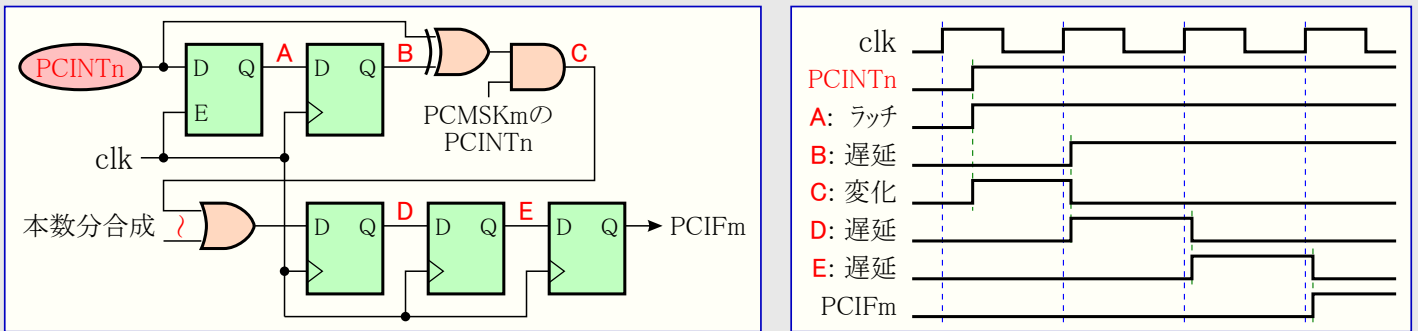 PCINTn
D Q
E
A
D Q
B
C
PCMSKmの
PCINTn
clk
本数分合成
～
D Q
D
D Q
E
D Q
PCIFm
clk
PCINTn
A: ラッチ
B: 遅延
C: 変化
D: 遅延
E: 遅延
PCIFm